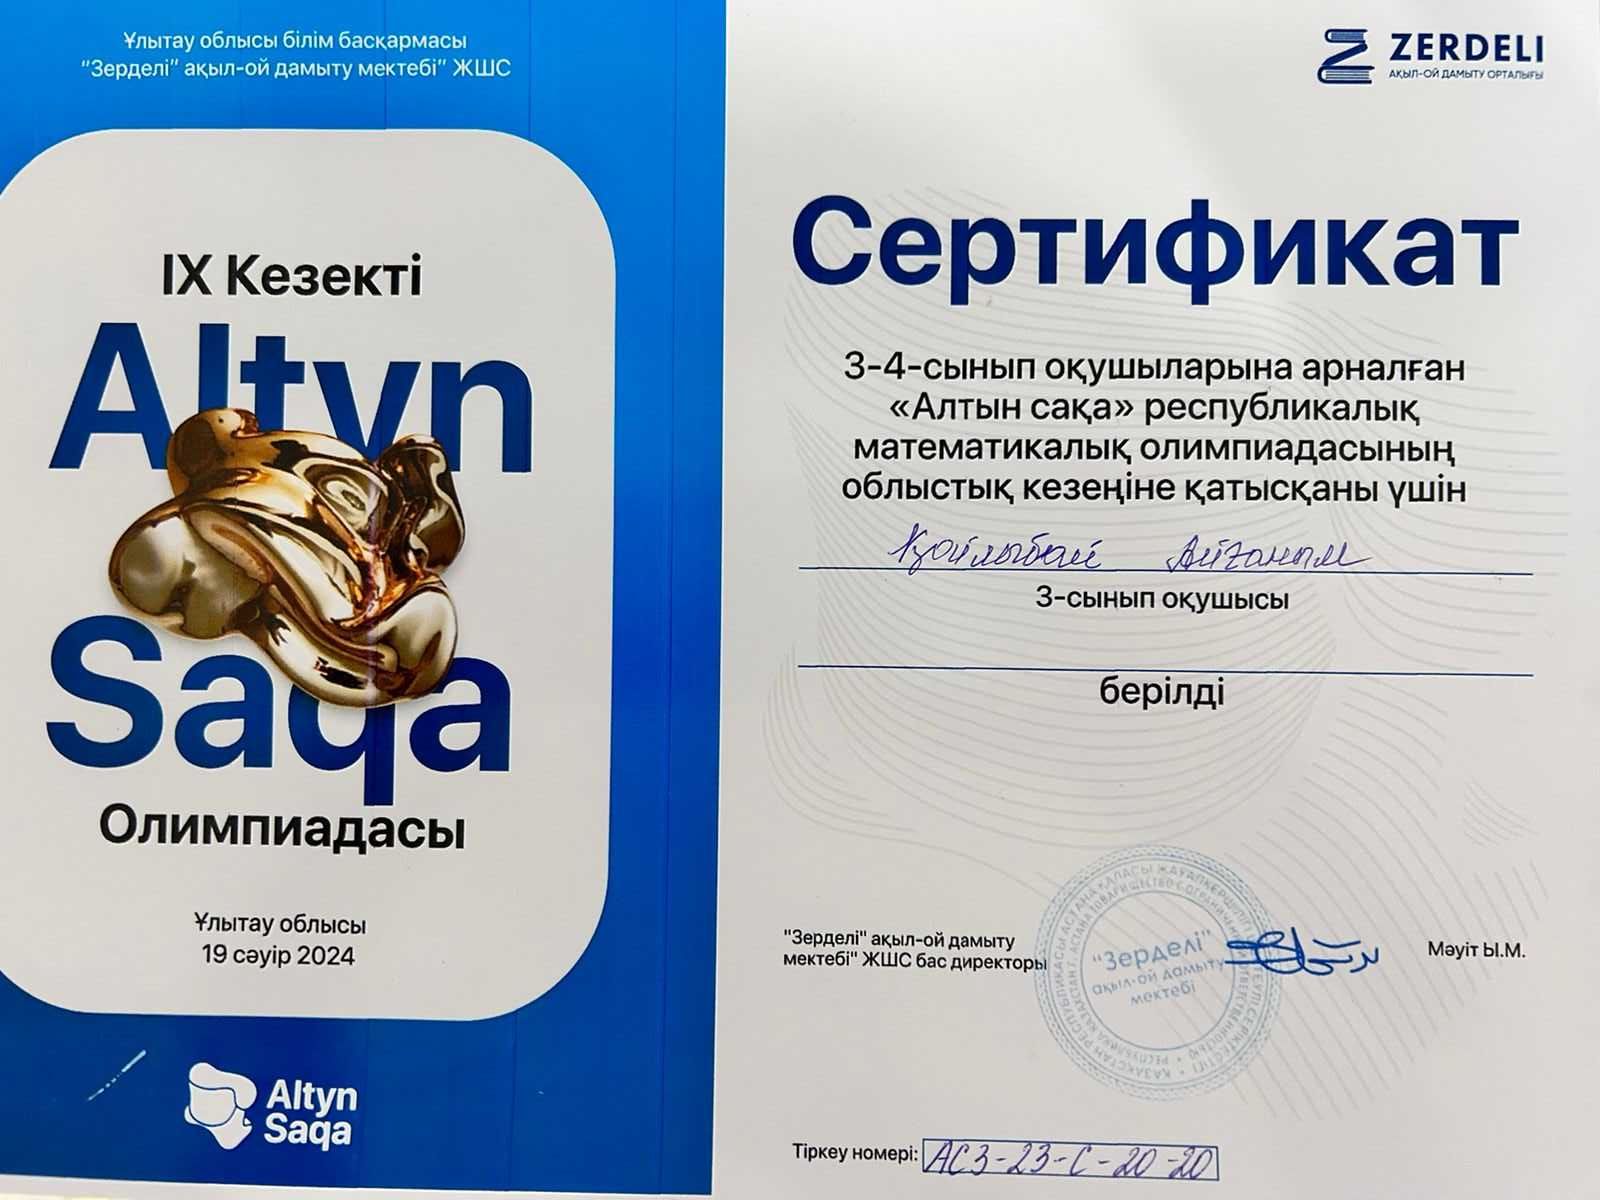 Ұлытау облысы білім басқармасы
"Зерделі" ақыл-ой дамыту мектебі" ЖШС
IX Кезекті
Altyn
Saqa
Олимпиадасы
Ұлытау облысы
19 сәуір 2024
Altyn
Saqa
ZERDELI
АҚЫЛ-ОЙ ДАМЫТУ ОРТАЛЫҒЫ
Сертификат
3-4-сынып оқушыларына арналған
«Алтын сақа» республикалық
математикалық олимпиадасының
облыстық кезеңіне қатысқаны үшін
Қойлыбай Айғаным
3-сынып оқушысы
берілді
"Зерделі" ақыл-ой дамыту
мектебі" ЖШС бас директоры
Мәуіт Ы.М.
"Зерделі"
ақыл-ой дамыту
мектебі
Тіркеу номері: АС3-23-С-20-20